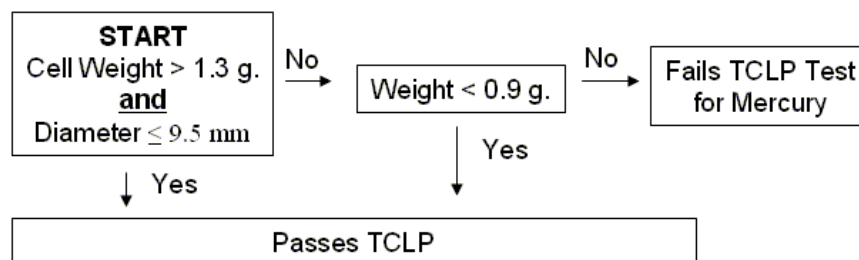 START
Cell Weight > 1.3 g.
and
Diameter ≤ 9.5 mm
No
Weight < 0.9 g.
No
Fails TCLP Test
for Mercury
Yes
Yes
Passes TCLP